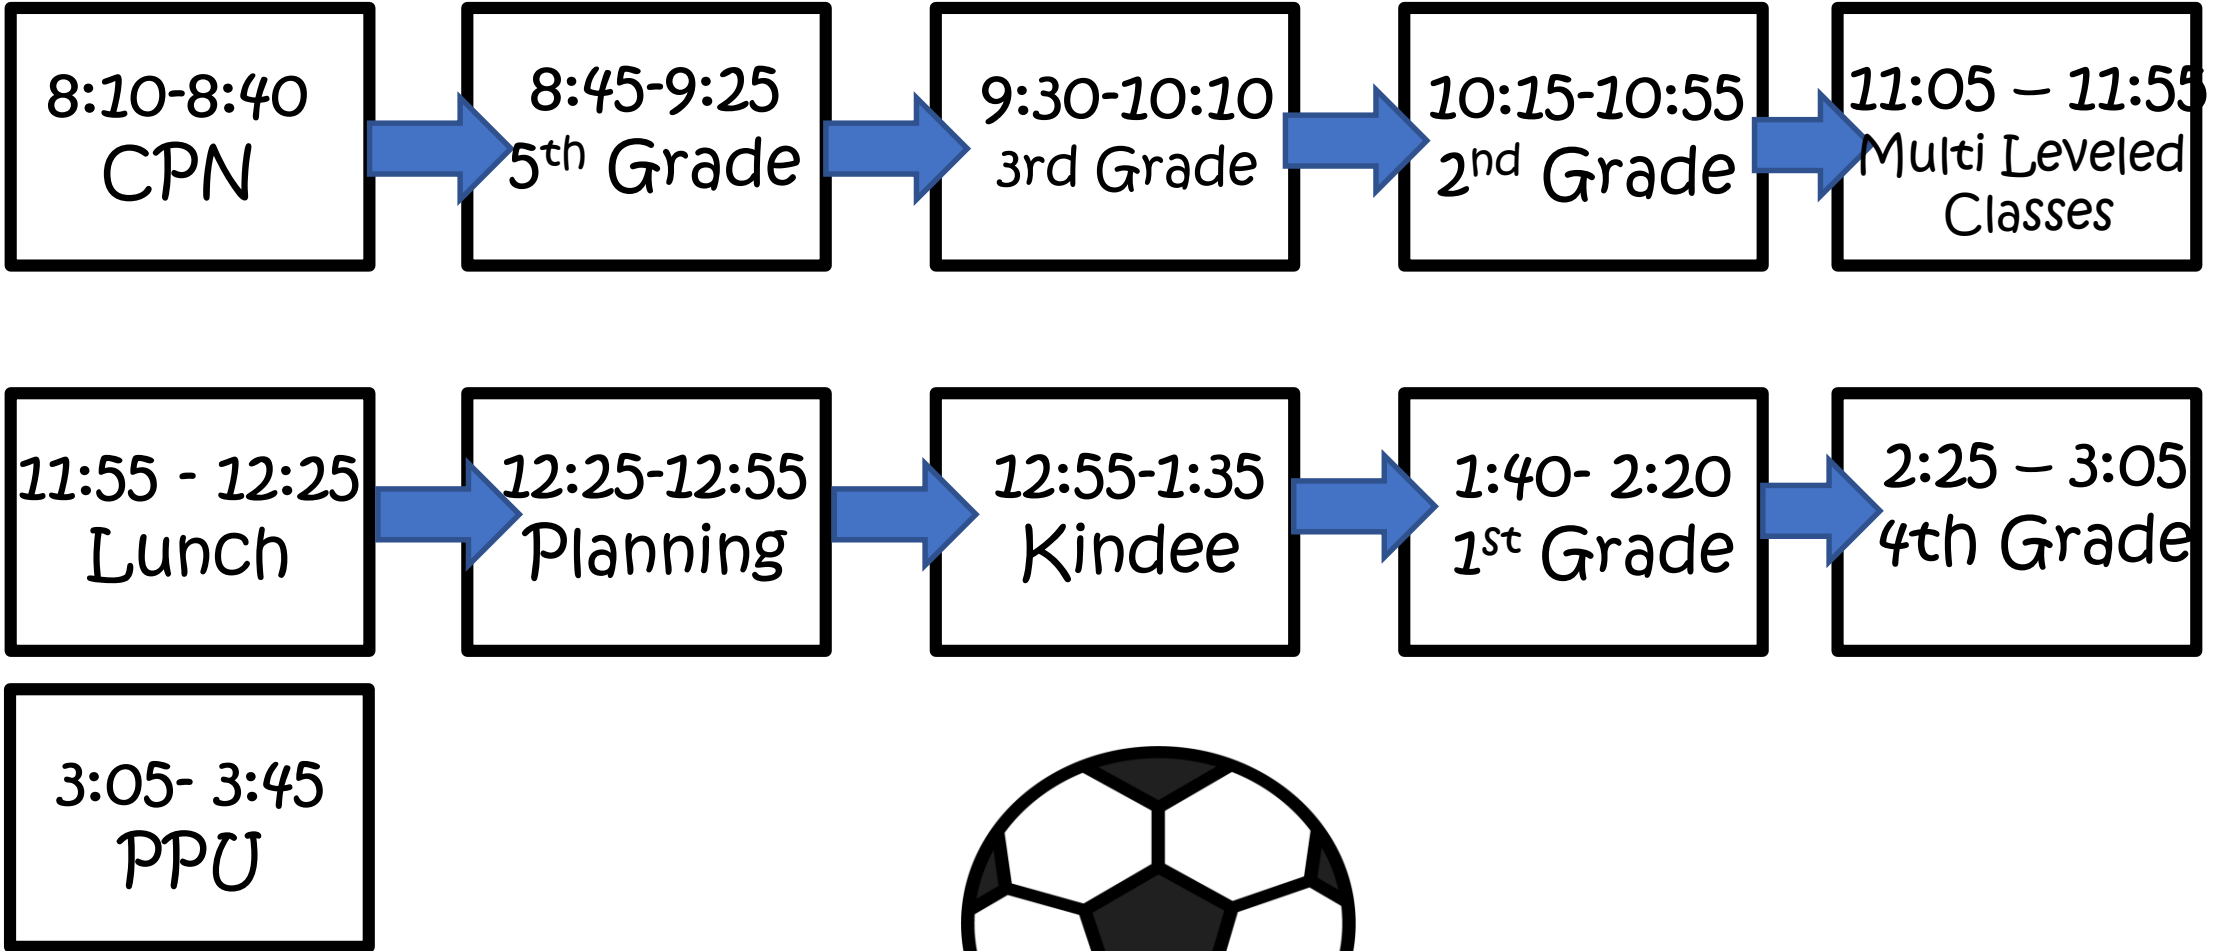 8:10-8:40
CPN
8:45-9:25
5th Grade
9:30-10:10
3rd Grade
10:15-10:55
2nd Grade
11:05 – 11:55
Multi Leveled
Classes
11:55 - 12:25
Lunch
12:25-12:55
Planning
12:55-1:35
Kindee
1:40- 2:20
1st Grade
2:25 – 3:05
4th Grade
3:05- 3:45
PPU